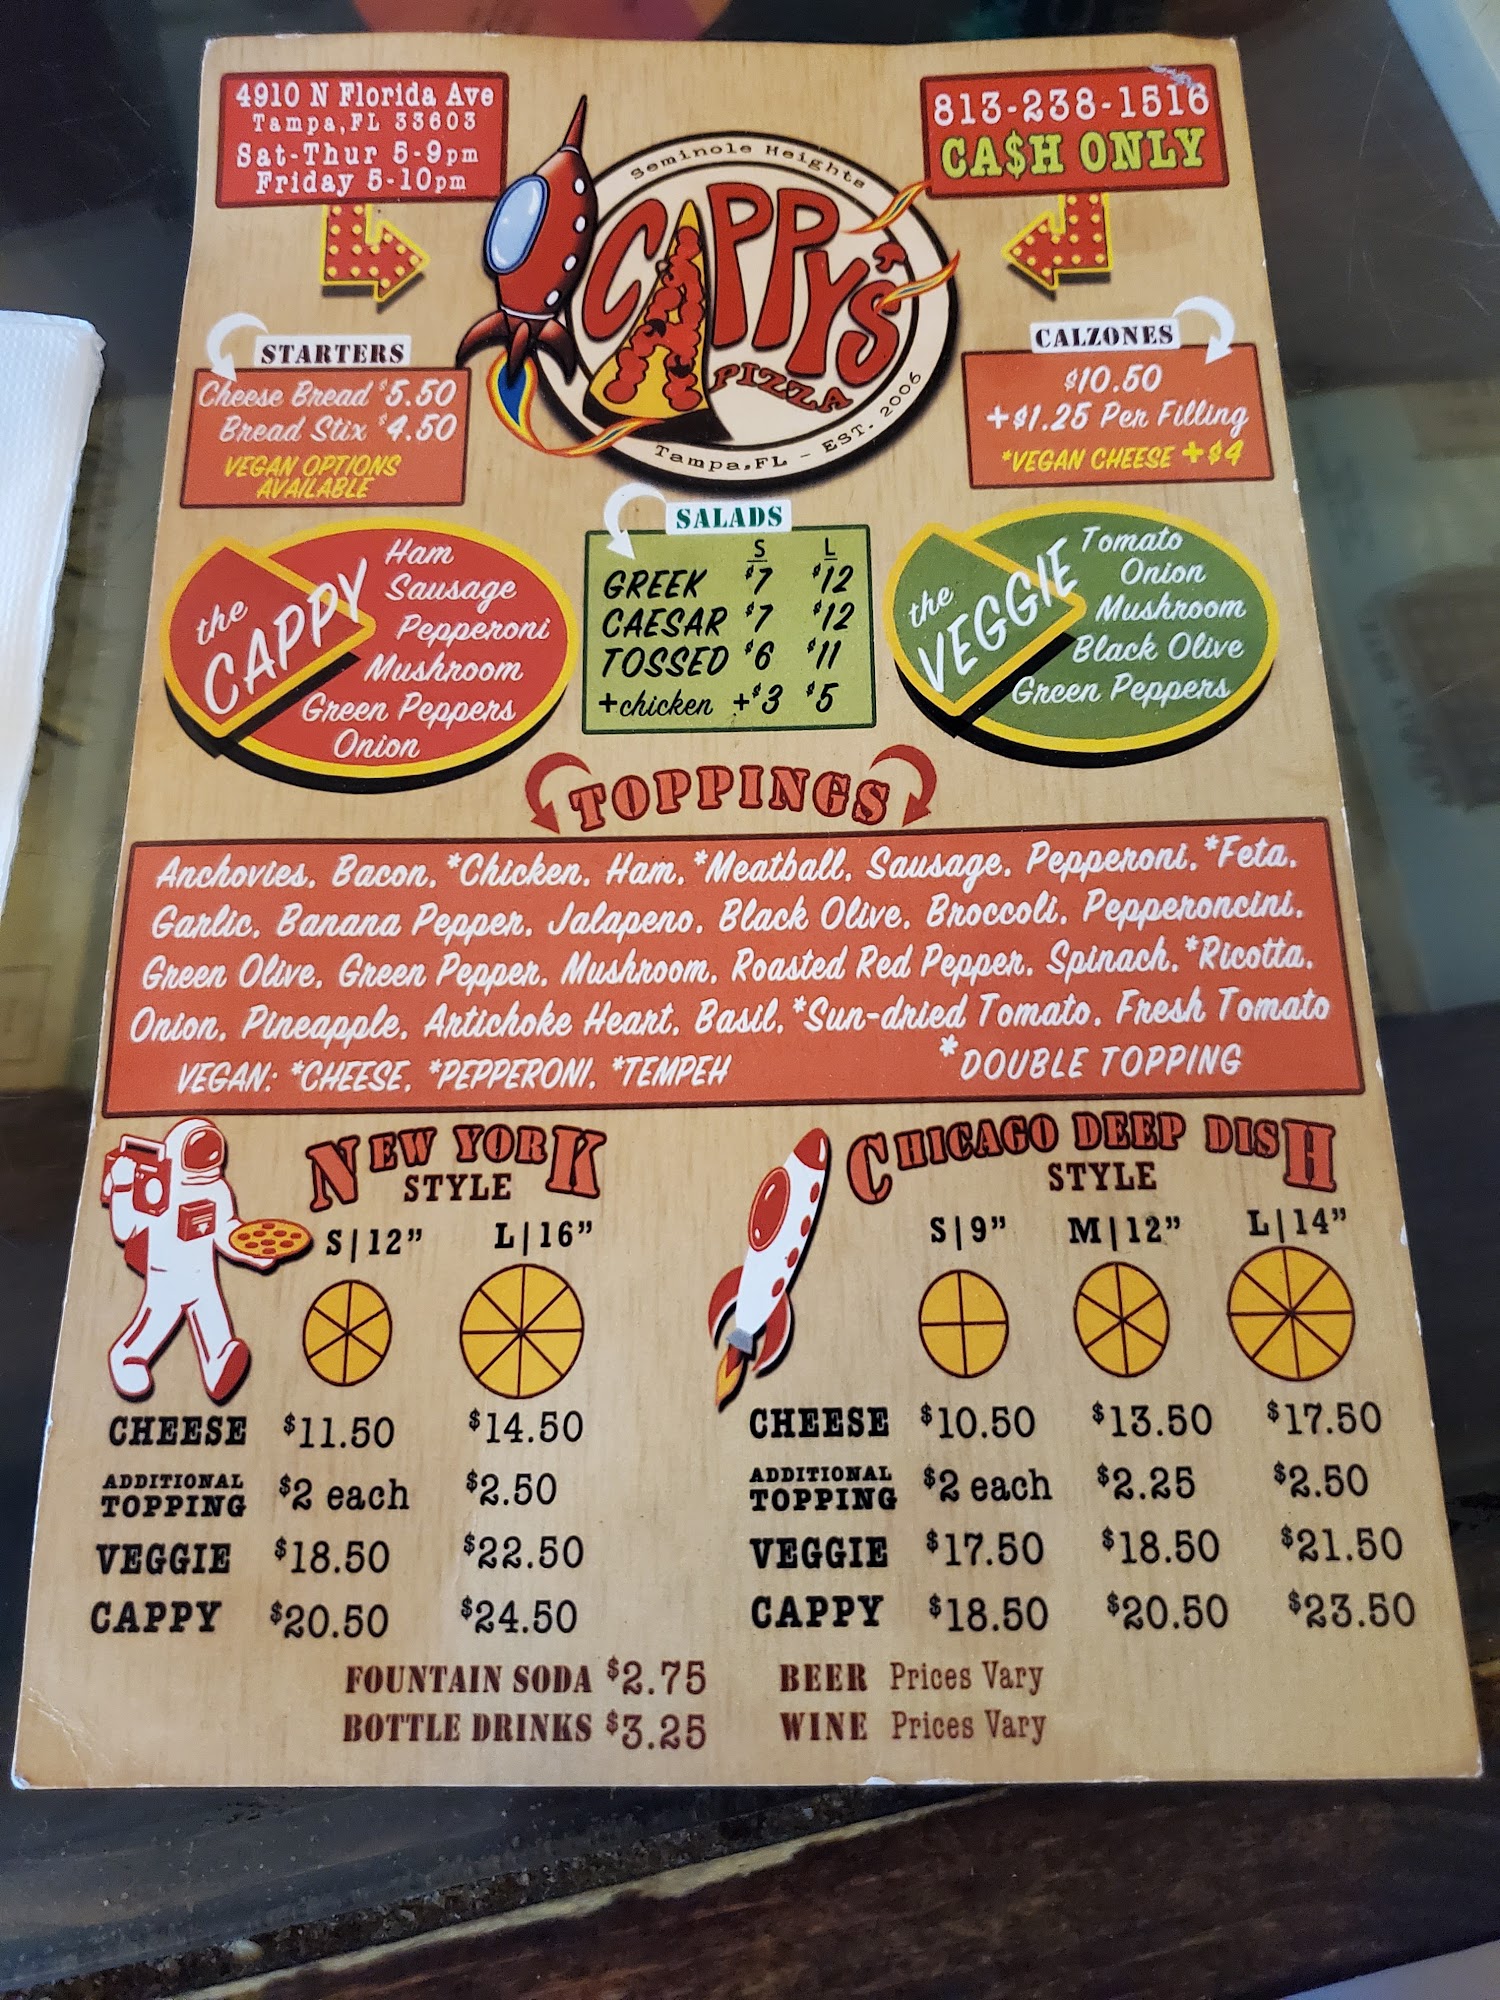 4910 N Florida Ave
Tampa, FL 33603
Sat-Thur 5-9pm
Friday 5-10pm
Seminole Heights
CAPPY'S
PIZZA
Tampa, FL - EST. 2006
813-238-1516
CA$H ONLY
STARTERS
Cheese Bread $5.50
Bread Stix $4.50
VEGAN OPTIONS
AVAILABLE
CALZONES
$10.50
+$1.25 Per Filling
*VEGAN CHEESE +$4
the
CAPPY
Ham
Sausage
Pepperoni
Mushroom
Green Peppers
Onion
SALADS
S L
GREEK $7 $12
CAESAR $7 $12
TOSSED $6 $11
+chicken +$3 $5
the
VEGGIE
Tomato
Onion
Mushroom
Black Olive
Green Peppers
TOPPINGS
Anchovies, Bacon, *Chicken, Ham, *Meatball, Sausage, Pepperoni, *Feta,
Garlic, Banana Pepper, Jalapeno, Black Olive, Broccoli, Pepperoncini,
Green Olive, Green Pepper, Mushroom, Roasted Red Pepper, Spinach, *Ricotta,
Onion, Pineapple, Artichoke Heart, Basil, *Sun-dried Tomato, Fresh Tomato
VEGAN: *CHEESE, *PEPPERONI, *TEMPEH *DOUBLE TOPPING
NEW YORK
STYLE
S|12" L|16"
CHEESE $11.50 $14.50
ADDITIONAL
TOPPING $2 each $2.50
VEGGIE $18.50 $22.50
CAPPY $20.50 $24.50
CHICAGO DEEP DISH
STYLE
S|9" M|12" L|14"
CHEESE $10.50 $13.50 $17.50
ADDITIONAL
TOPPING $2 each $2.25 $2.50
VEGGIE $17.50 $18.50 $21.50
CAPPY $18.50 $20.50 $23.50
FOUNTAIN SODA $2.75
BOTTLE DRINKS $3.25
BEER Prices Vary
WINE Prices Vary